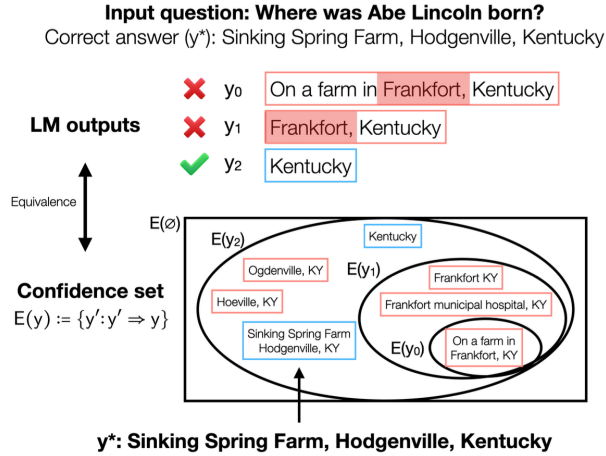 Input question: Where was Abe Lincoln born?
Correct answer (y*): Sinking Spring Farm, Hodgenville, Kentucky
y₀ On a farm in Frankfort, Kentucky
LM outputs
y₁ Frankfort, Kentucky
y₂ Kentucky
Equivalence
E(∅)
E(y₂)
Kentucky
Ogdenville, KY
E(y₁)
Frankfort KY
Hoeville, KY
Frankfort municipal hospital, KY
Confidence set
E(y) := {y′: y′ ⇒ y}
Sinking Spring Farm
Hodgenville, KY
E(y₀)
On a farm in
Frankfort, KY
y*: Sinking Spring Farm, Hodgenville, Kentucky